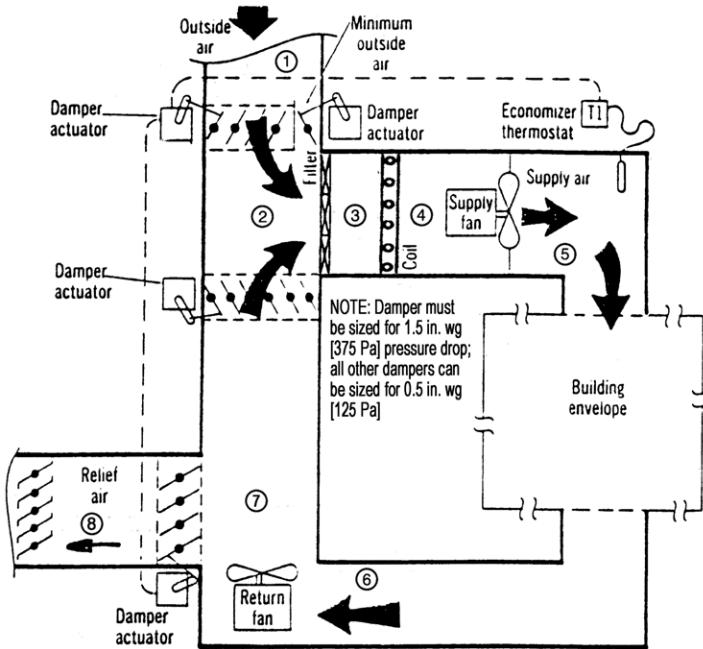 Outside
air
①
Minimum
outside
air
Damper
actuator
Damper
actuator
Economizer
thermostat
T1
Filter
②
③
④
Coil
Supply
fan
Supply air
⑤
Damper
actuator
NOTE: Damper must
be sized for 1.5 in. wg
[375 Pa] pressure drop;
all other dampers can
be sized for 0.5 in. wg
[125 Pa]
Building
envelope
Relief
air
⑧
⑦
⑥
Return
fan
Damper
actuator